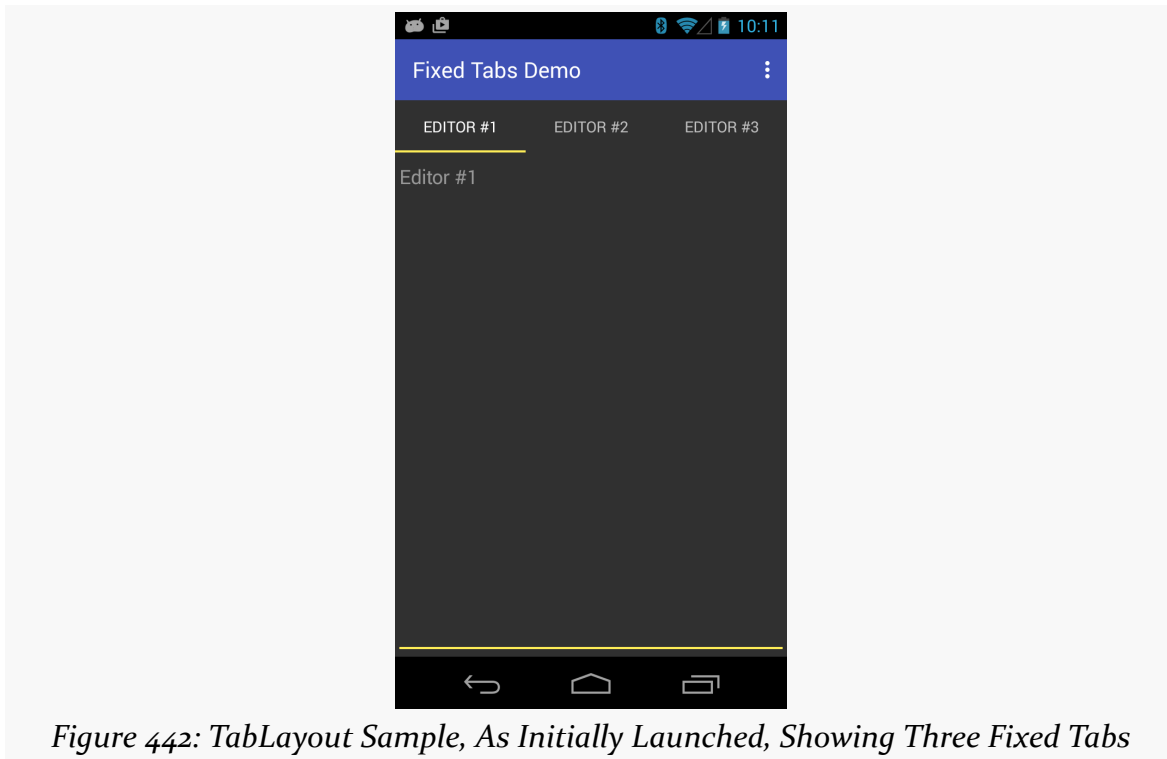 10:11
Fixed Tabs Demo
EDITOR #1 EDITOR #2 EDITOR #3
Editor #1
Figure 442: TabLayout Sample, As Initially Launched, Showing Three Fixed Tabs